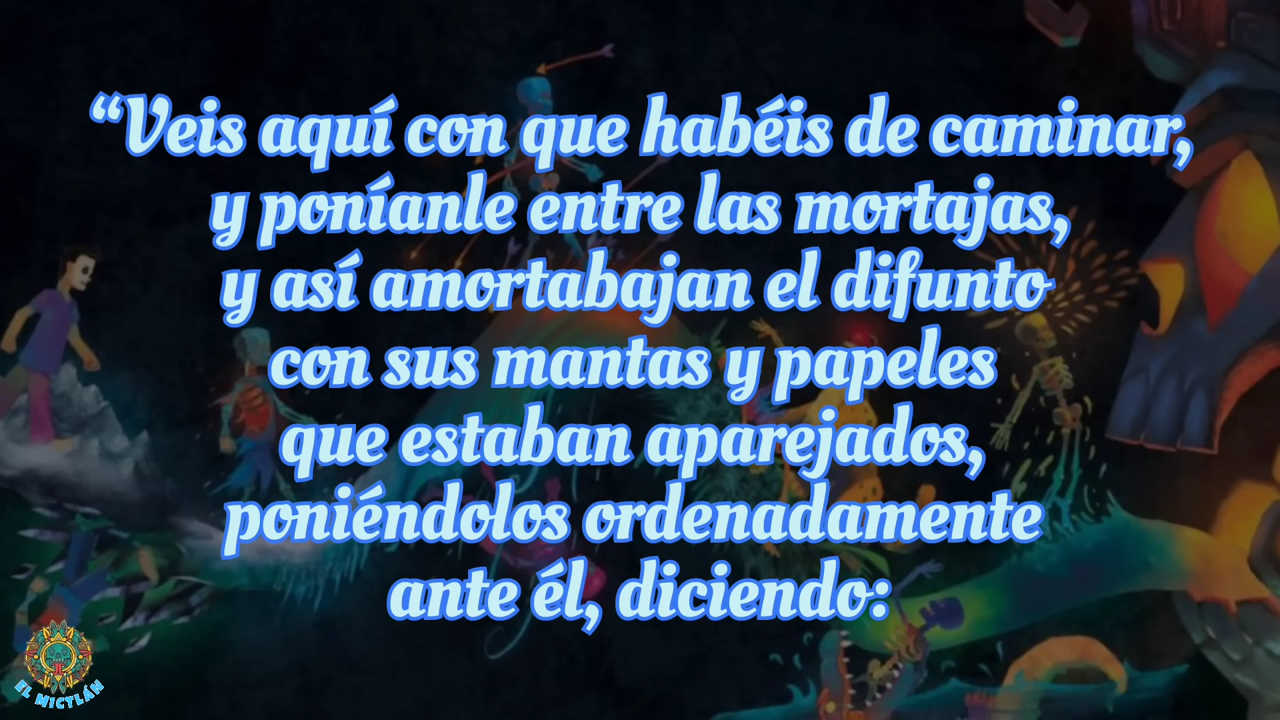 “Veis aquí con que habéis de caminar,
y poníanle entre las mortajas,
y así amortabajan el difunto
con sus mantas y papeles
que estaban aparejados,
poniéndolos ordenadamente
ante él, diciendo:
EL MICTLÁN